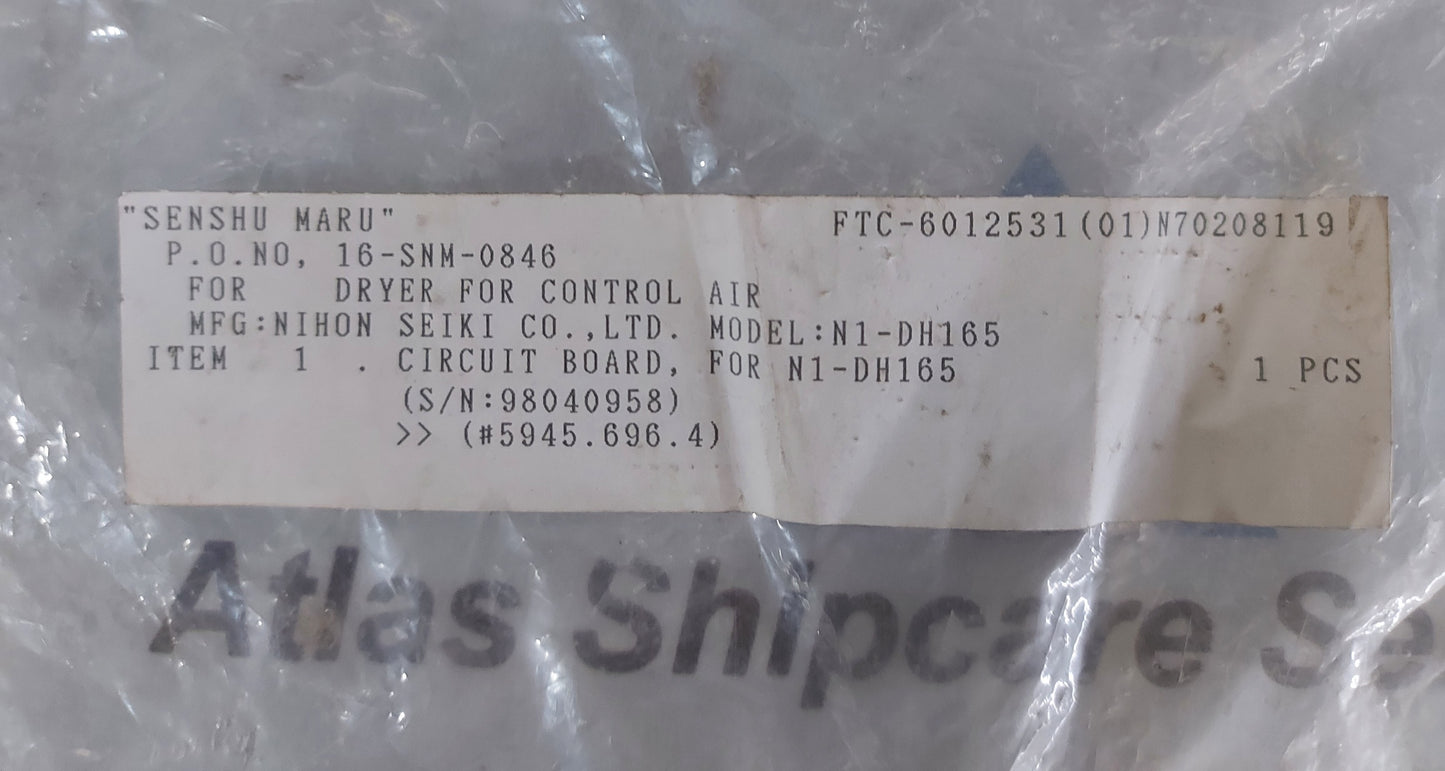 "SENSHU MARU" FTC-6012531(01)N70208119
P.O.NO, 16-SNM-0846
FOR DRYER FOR CONTROL AIR
MFG:NIHON SEIKI CO.,LTD. MODEL:N1-DH165
ITEM 1 . CIRCUIT BOARD, FOR N1-DH165 1 PCS
(S/N:98040958)
>> (#5945.696.4)
Atlas Shipcare Se